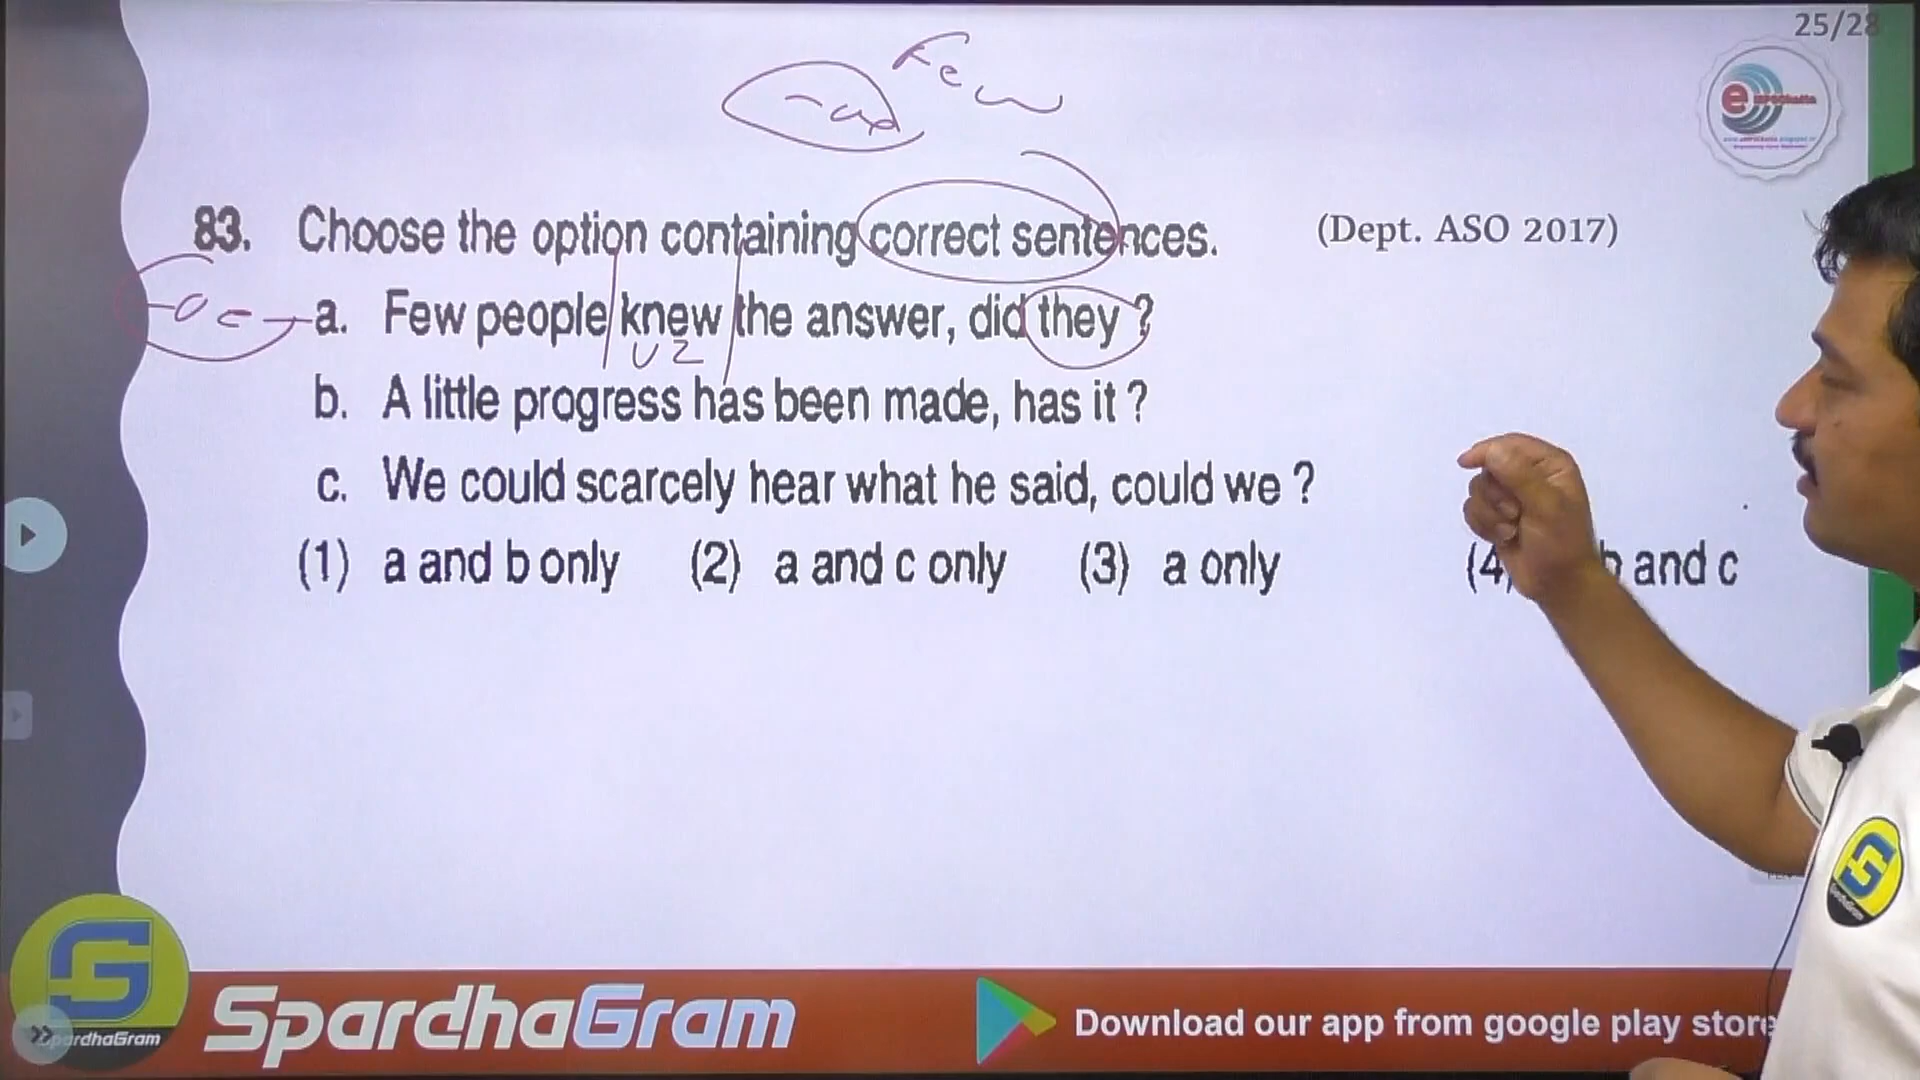 25/28
Few
-ve
83. Choose the option containing correct sentences. (Dept. ASO 2017)
a. Few people knew the answer, did they ?
V2
b. A little progress has been made, has it ?
c. We could scarcely hear what he said, could we ?
(1) a and b only (2) a and c only (3) a only (4) b and c
SpardhaGram
SpardhaGram Download our app from google play store